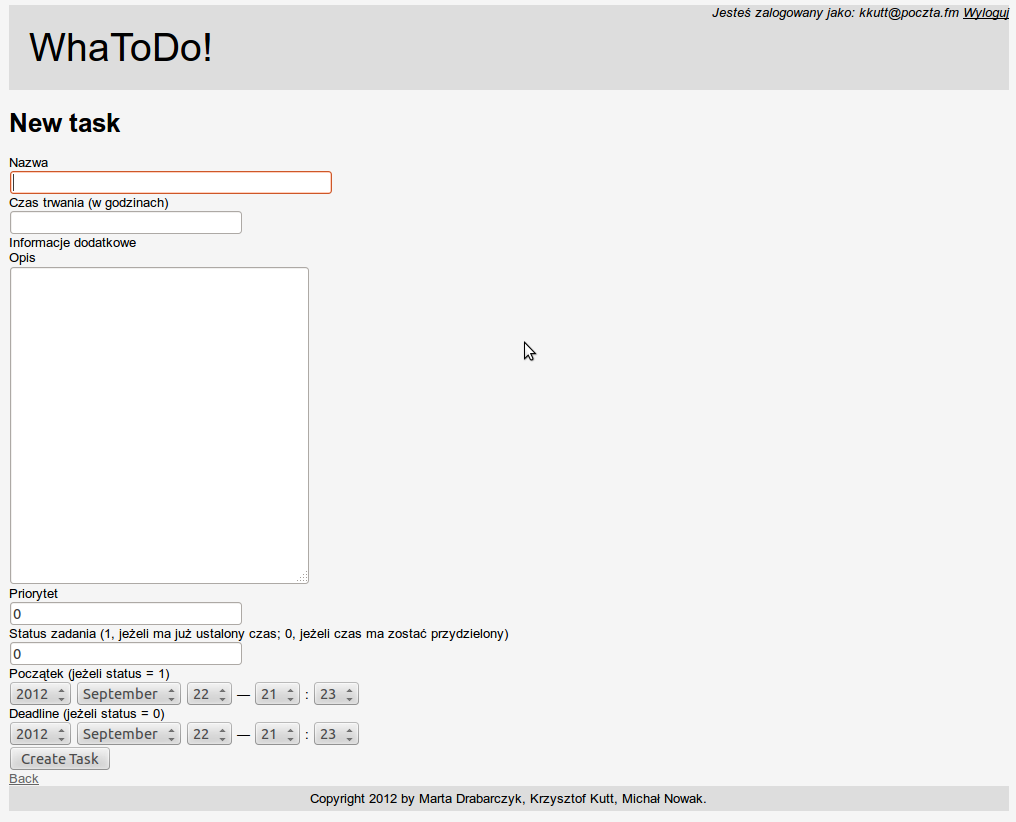 Jesteś zalogowany jako: kkutt@poczta.fm Wyloguj
WhaToDo!
New task
Nazwa
Czas trwania (w godzinach)
Informacje dodatkowe
Opis
Priorytet
0
Status zadania (1, jeżeli ma już ustalony czas; 0, jeżeli czas ma zostać przydzielony)
0
Początek (jeżeli status = 1)
2012 September 22 — 21 : 23
Deadline (jeżeli status = 0)
2012 September 22 — 21 : 23
Create Task
Back
Copyright 2012 by Marta Drabarczyk, Krzysztof Kutt, Michał Nowak.